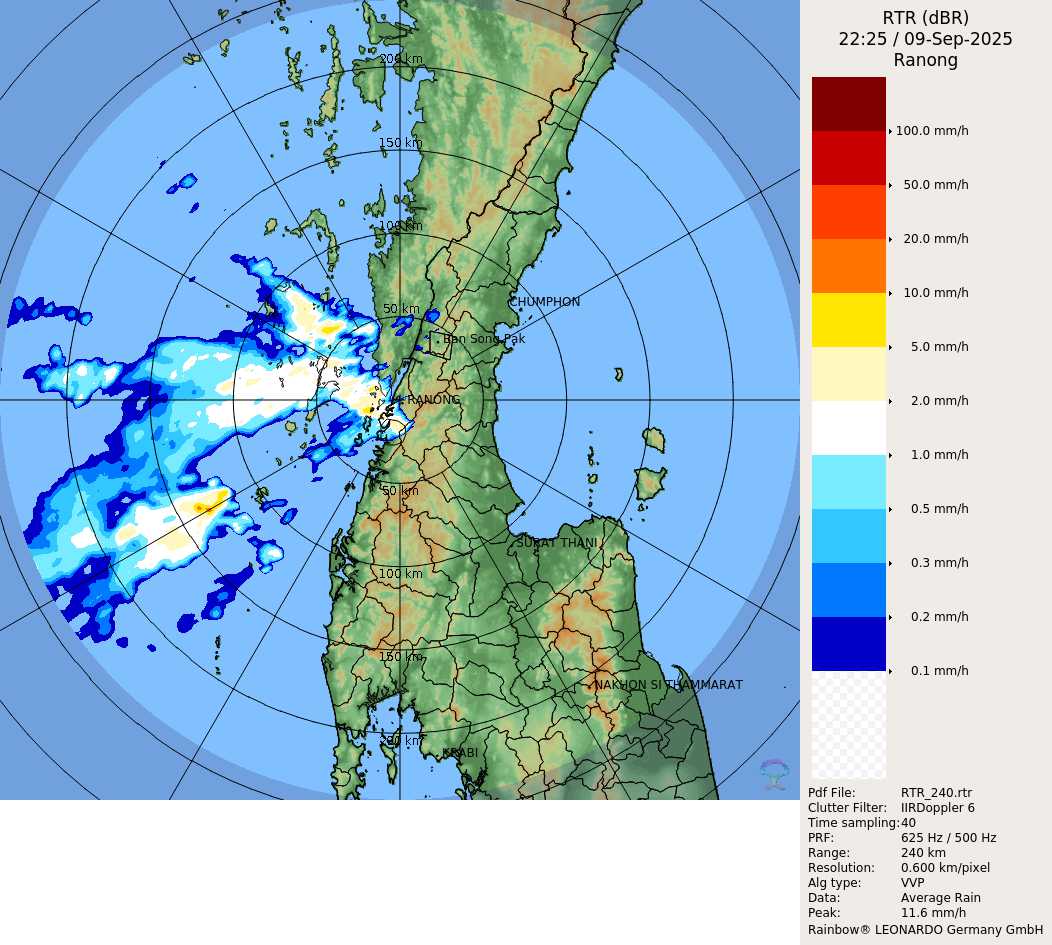 RTR (dBR)
22:25 / 09-Sep-2025
Ranong
200 km
150 km
100 km
50 km
CHUMPHON
Ban Song Pak
RANONG
50 km
SURAT THANI
100 km
150 km
NAKHON SI THAMMARAT
200 km
KRABI
100.0 mm/h
50.0 mm/h
20.0 mm/h
10.0 mm/h
5.0 mm/h
2.0 mm/h
1.0 mm/h
0.5 mm/h
0.3 mm/h
0.2 mm/h
0.1 mm/h
Pdf File: RTR_240.rtr
Clutter Filter: IIRDoppler 6
Time sampling:40
PRF: 625 Hz / 500 Hz
Range: 240 km
Resolution: 0.600 km/pixel
Alg type: VVP
Data: Average Rain
Peak: 11.6 mm/h
Rainbow® LEONARDO Germany GmbH